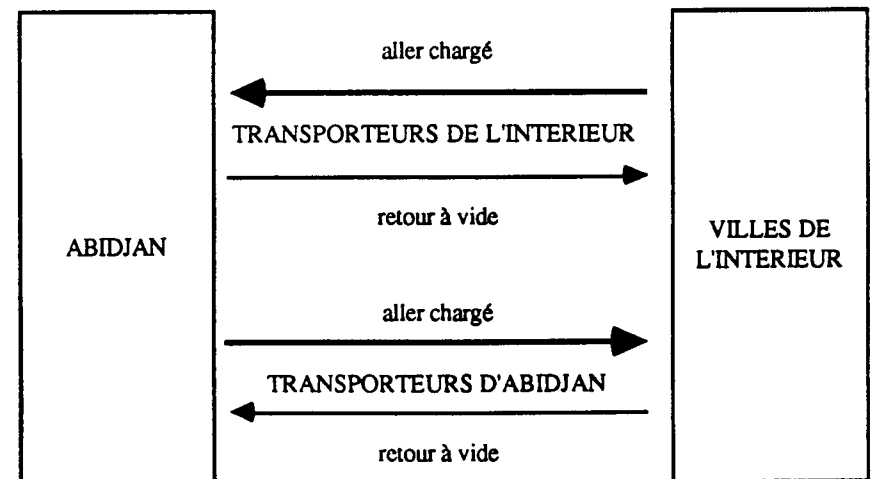 aller chargé
TRANSPORTEURS DE L'INTERIEUR
retour à vide
ABIDJAN
VILLES DE
L'INTERIEUR
aller chargé
TRANSPORTEURS D'ABIDJAN
retour à vide